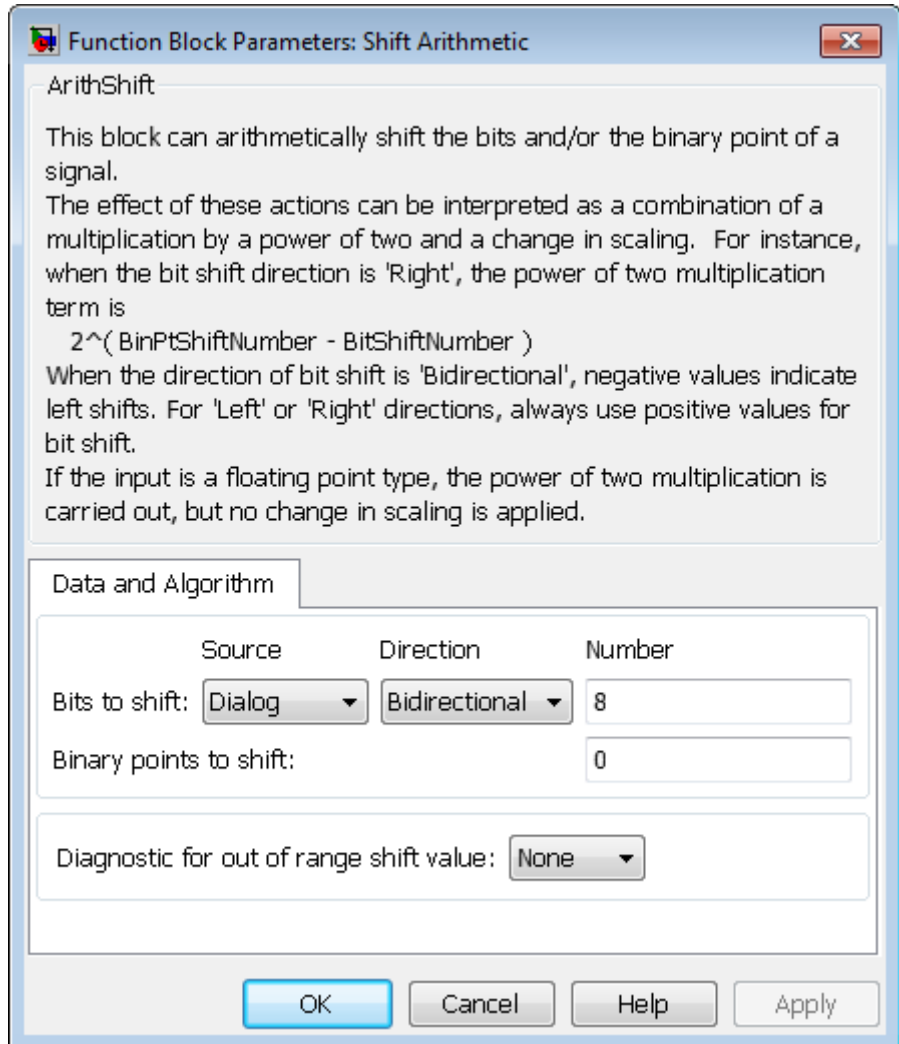 Function Block Parameters: Shift Arithmetic
ArithShift
This block can arithmetically shift the bits and/or the binary point of a
signal.
The effect of these actions can be interpreted as a combination of a
multiplication by a power of two and a change in scaling.  For instance,
when the bit shift direction is 'Right', the power of two multiplication
term is
2^( BinPtShiftNumber - BitShiftNumber )
When the direction of bit shift is 'Bidirectional', negative values indicate
left shifts. For 'Left' or 'Right' directions, always use positive values for
bit shift.
If the input is a floating point type, the power of two multiplication is
carried out, but no change in scaling is applied.
Data and Algorithm
Source Direction Number
Bits to shift: Dialog Bidirectional 8
Binary points to shift: 0
Diagnostic for out of range shift value: None
OK Cancel Help Apply